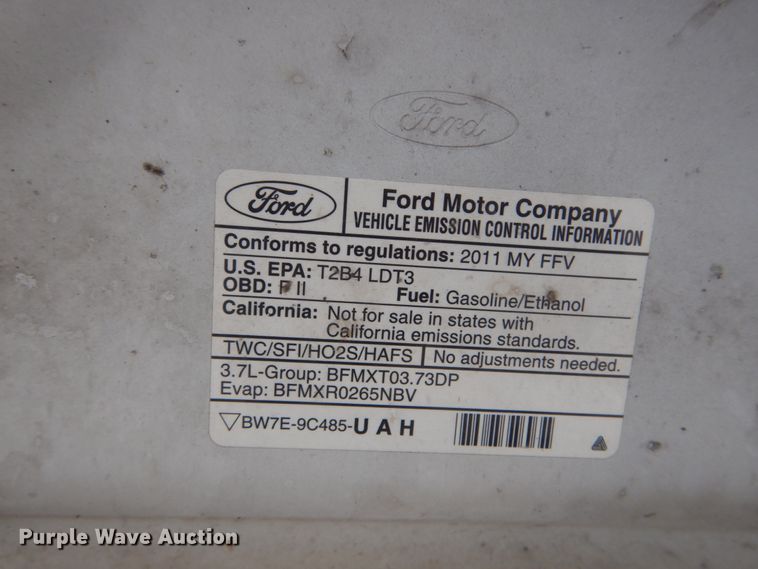 Ford
Ford
Ford Motor Company
VEHICLE EMISSION CONTROL INFORMATION
Conforms to regulations: 2011 MY FFV
U.S. EPA: T2B4 LDT3
OBD: F II Fuel: Gasoline/Ethanol
California: Not for sale in states with
California emissions standards.
TWC/SFI/HO2S/HAFS No adjustments needed.
3.7L-Group: BFMXT03.73DP
Evap: BFMXR0265NBV
BW7E-9C485-UAH
Purple Wave Auction